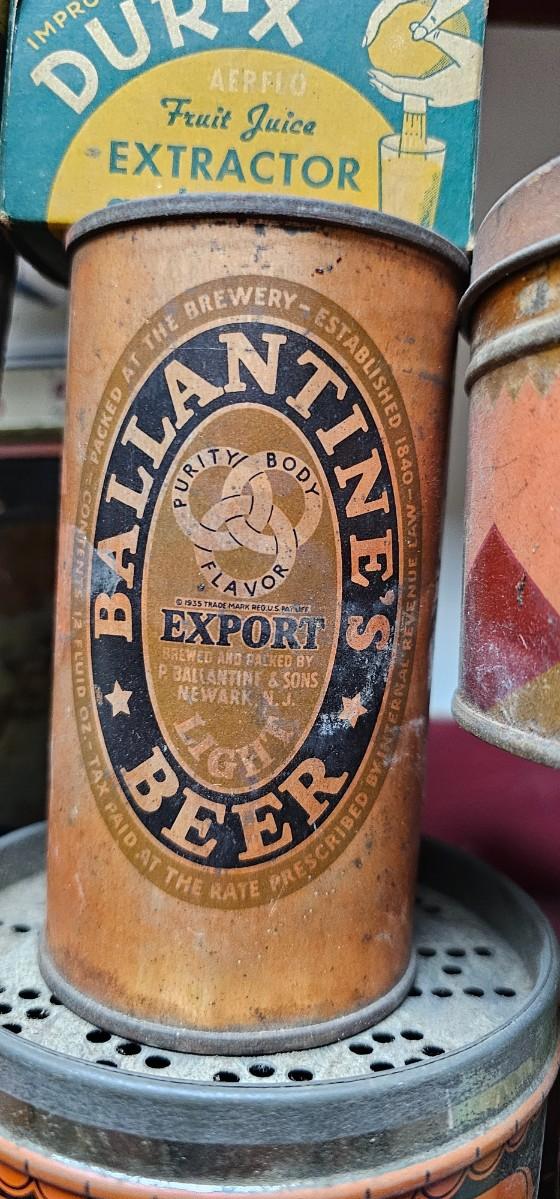 DUR-X
AERFLO
Fruit Juice
EXTRACTOR
PACKED AT THE BREWERY - ESTABLISHED 1840 -
CONTENTS 12 FLUID OZ - TAX PAID AT THE RATE PRESCRIBED BY INTERNAL REVENUE LAW -
BALLANTINE'S
PURITY BODY
FLAVOR
© 1935 TRADE MARK REG. U.S. PAT. OFF.
EXPORT
BREWED AND PACKED BY
P. BALLANTINE & SONS
NEWARK, N. J.
LIGHT
BEER